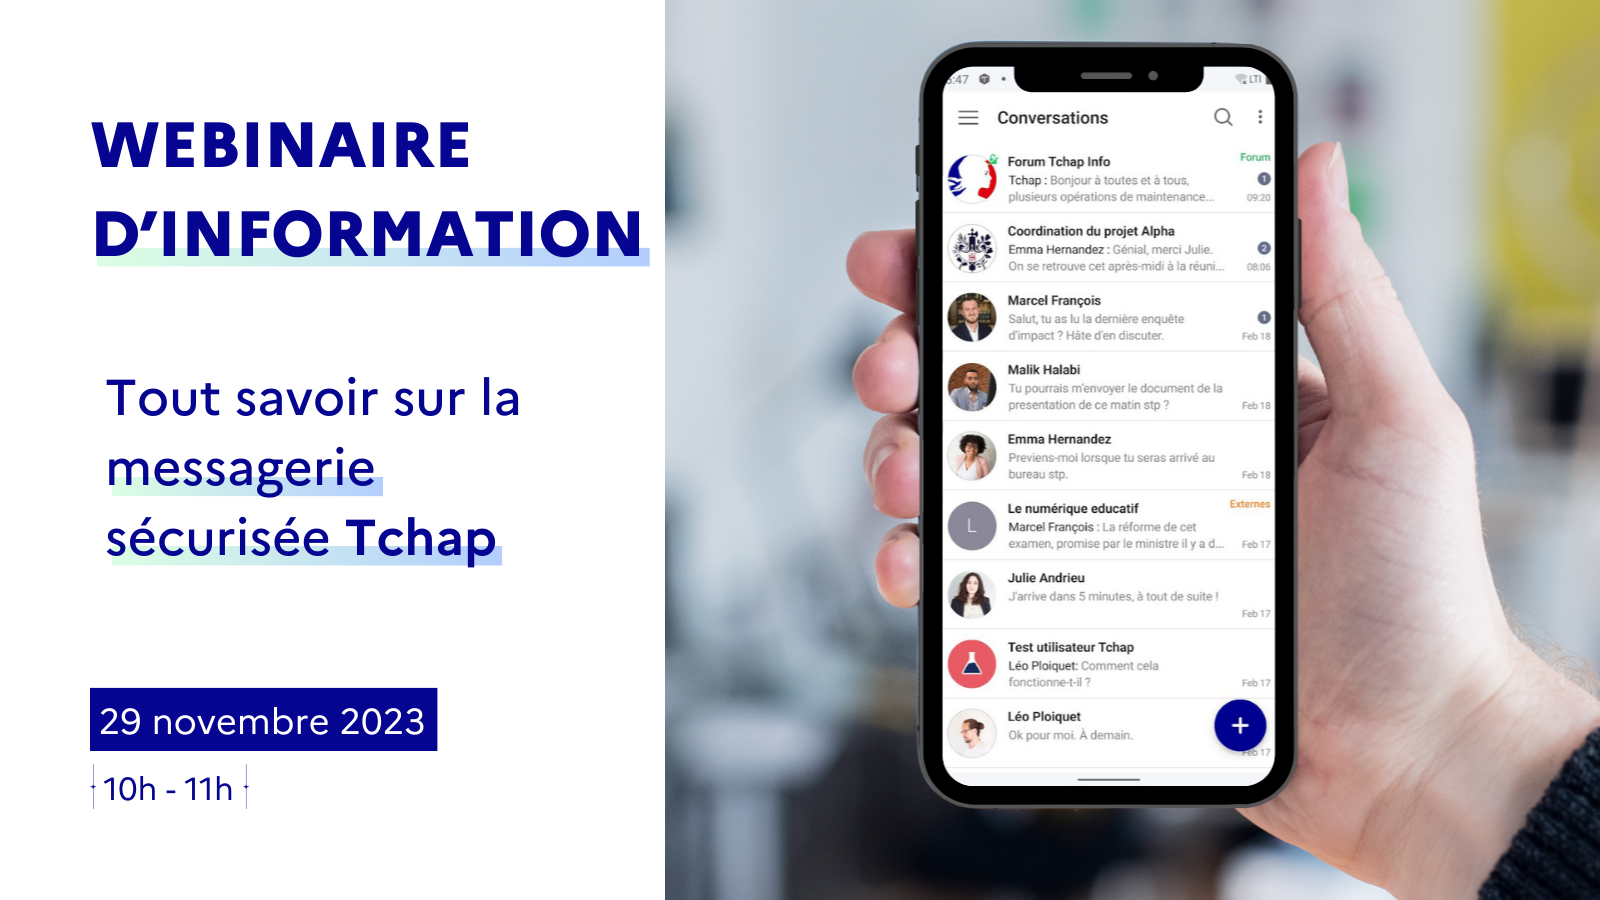 WEBINAIRE
D’INFORMATION
Tout savoir sur la
messagerie
sécurisée Tchap
29 novembre 2023
10h - 11h
:47
LTI
Conversations
Forum Tchap Info
Forum
Tchap : Bonjour à toutes et à tous,
1
plusieurs opérations de maintenance...
09:20
Coordination du projet Alpha
Emma Hernandez : Génial, merci Julie.
2
On se retrouve cet après-midi à la réuni...
08:06
Marcel François
Salut, tu as lu la dernière enquête
1
d'impact ? Hâte d'en discuter.
Feb 18
Malik Halabi
Tu pourrais m'envoyer le document de la
presentation de ce matin stp ?
Feb 18
Emma Hernandez
Previens-moi lorsque tu seras arrivé au
bureau stp.
Feb 18
Le numérique educatif
Externes
L
Marcel François : La réforme de cet
examen, promise par le ministre il y a d...
Feb 17
Julie Andrieu
J'arrive dans 5 minutes, à tout de suite !
Feb 17
Test utilisateur Tchap
Léo Ploiquet: Comment cela
fonctionne-t-il ?
Feb 17
Léo Ploiquet
Ok pour moi. À demain.
+
Feb 17